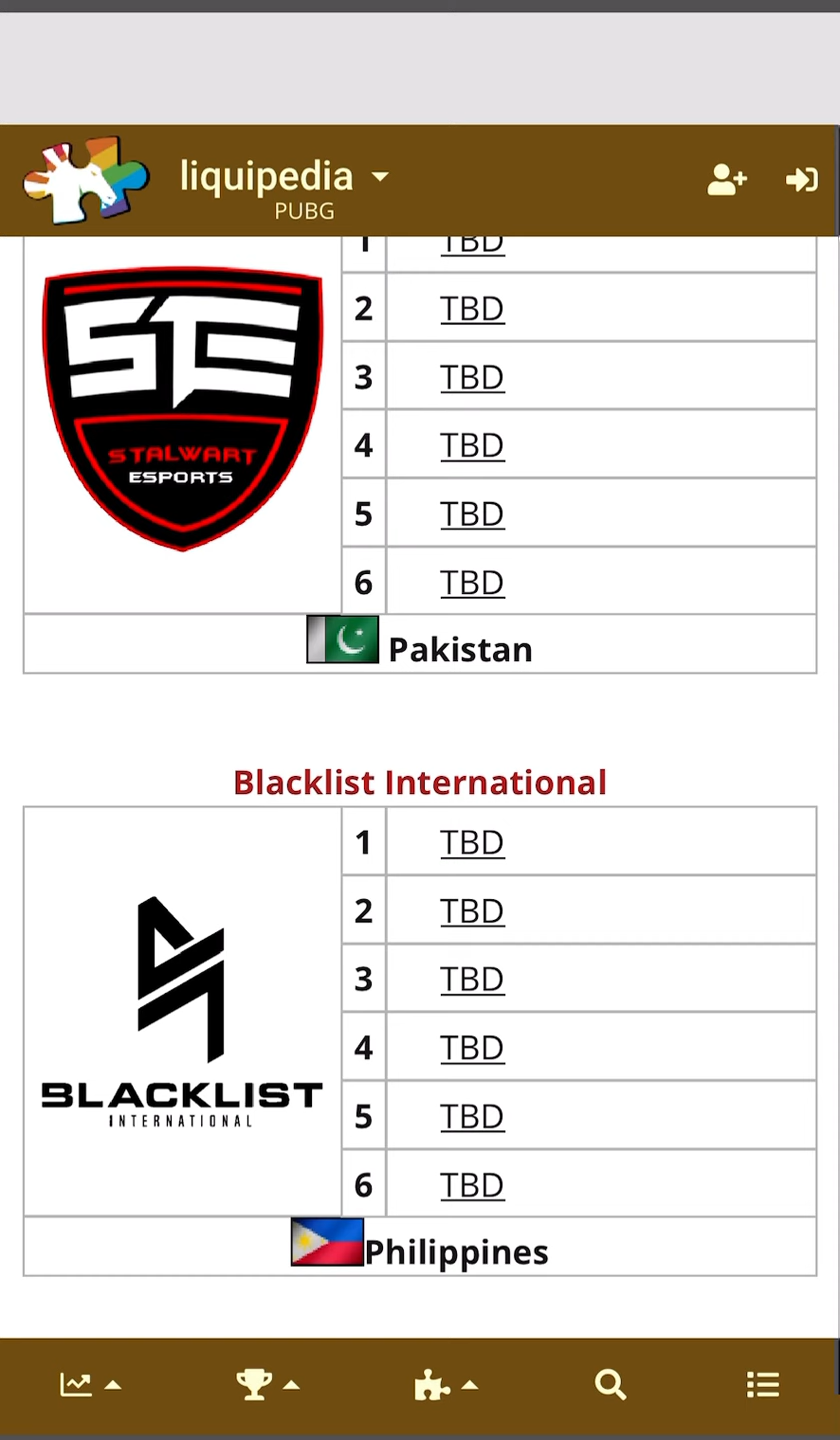 liquipedia
PUBG
1 TBD
2 TBD
3 TBD
4 TBD
5 TBD
6 TBD
STALWART
ESPORTS
Pakistan
Blacklist International
1 TBD
2 TBD
3 TBD
4 TBD
5 TBD
6 TBD
BLACKLIST
INTERNATIONAL
Philippines